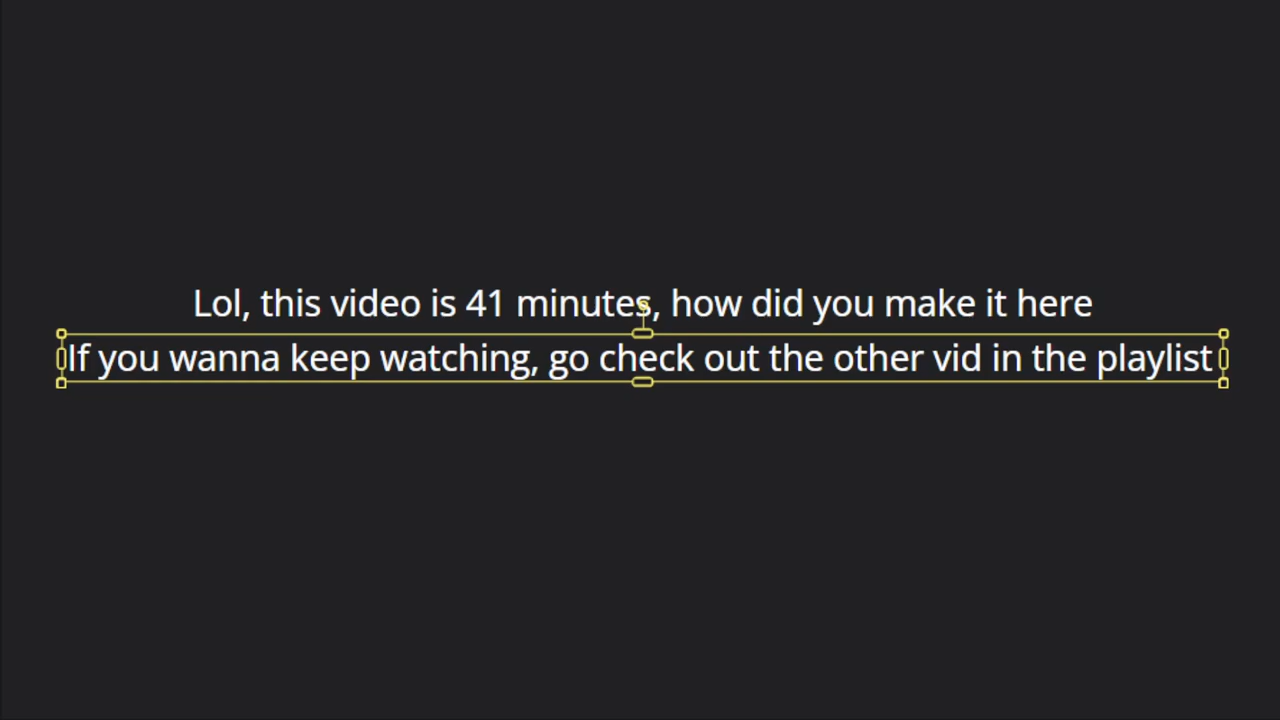 Lol, this video is 41 minutes, how did you make it here
If you wanna keep watching, go check out the other vid in the playlist